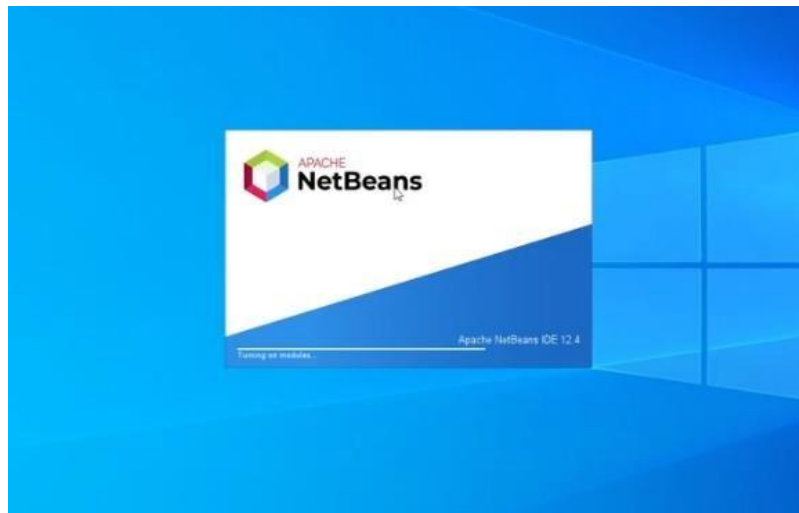 APACHE
NetBeans
Apache NetBeans IDE 12.4
Turning on modules...